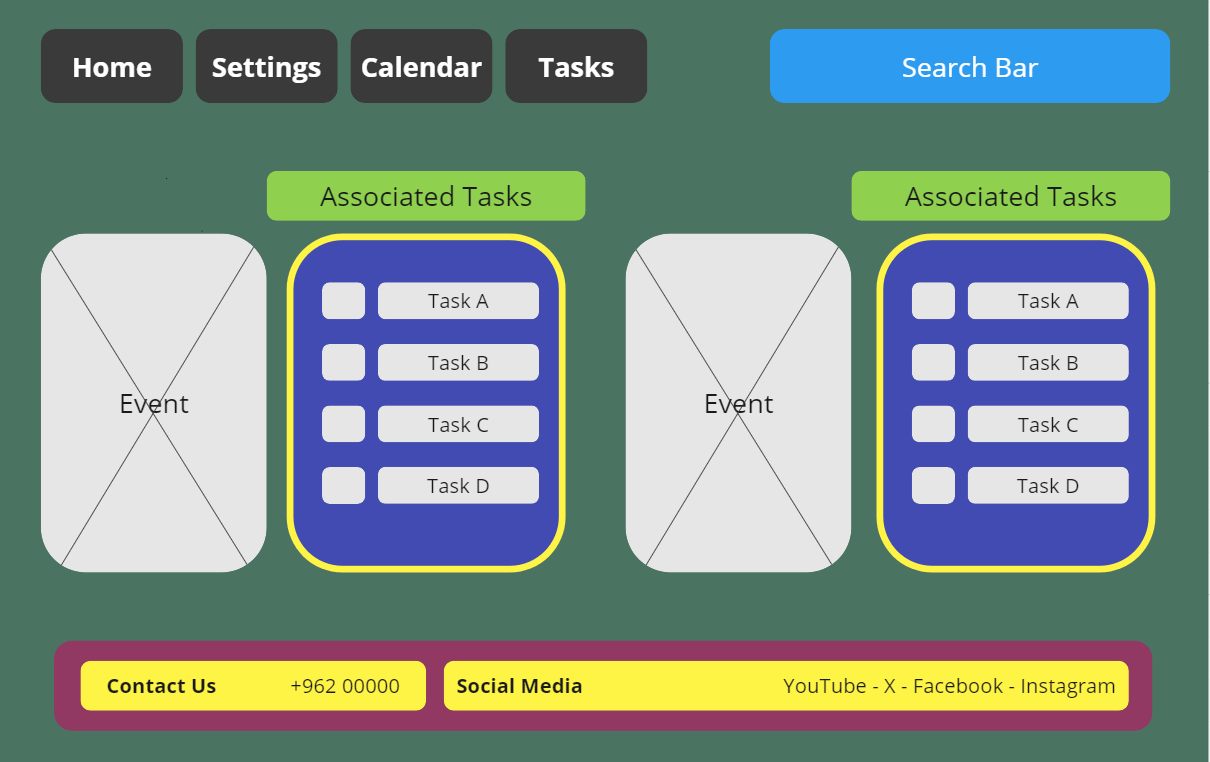 Home Settings Calendar Tasks Search Bar
Associated Tasks Associated Tasks
Event
Task A
Task B
Task C
Task D
Event
Task A
Task B
Task C
Task D
Contact Us +962 00000 Social Media YouTube - X - Facebook - Instagram